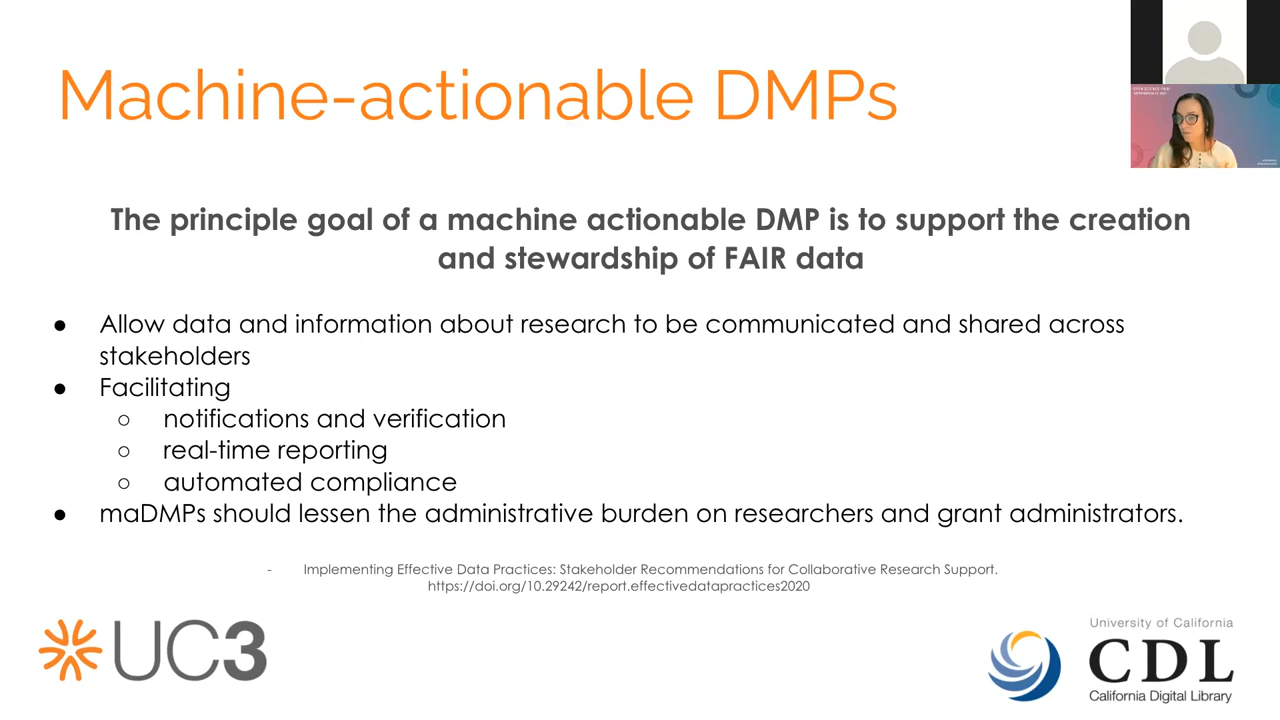 Machine-actionable DMPs
OPEN SCIENCE FAIR
The principle goal of a machine actionable DMP is to support the creation
and stewardship of FAIR data
● Allow data and information about research to be communicated and shared across
stakeholders
● Facilitating
○ notifications and verification
○ real-time reporting
○ automated compliance
● maDMPs should lessen the administrative burden on researchers and grant administrators.
- Implementing Effective Data Practices: Stakeholder Recommendations for Collaborative Research Support.
https://doi.org/10.29242/report.effectivedatapractices2020
UC3
University of California
CDL
California Digital Library